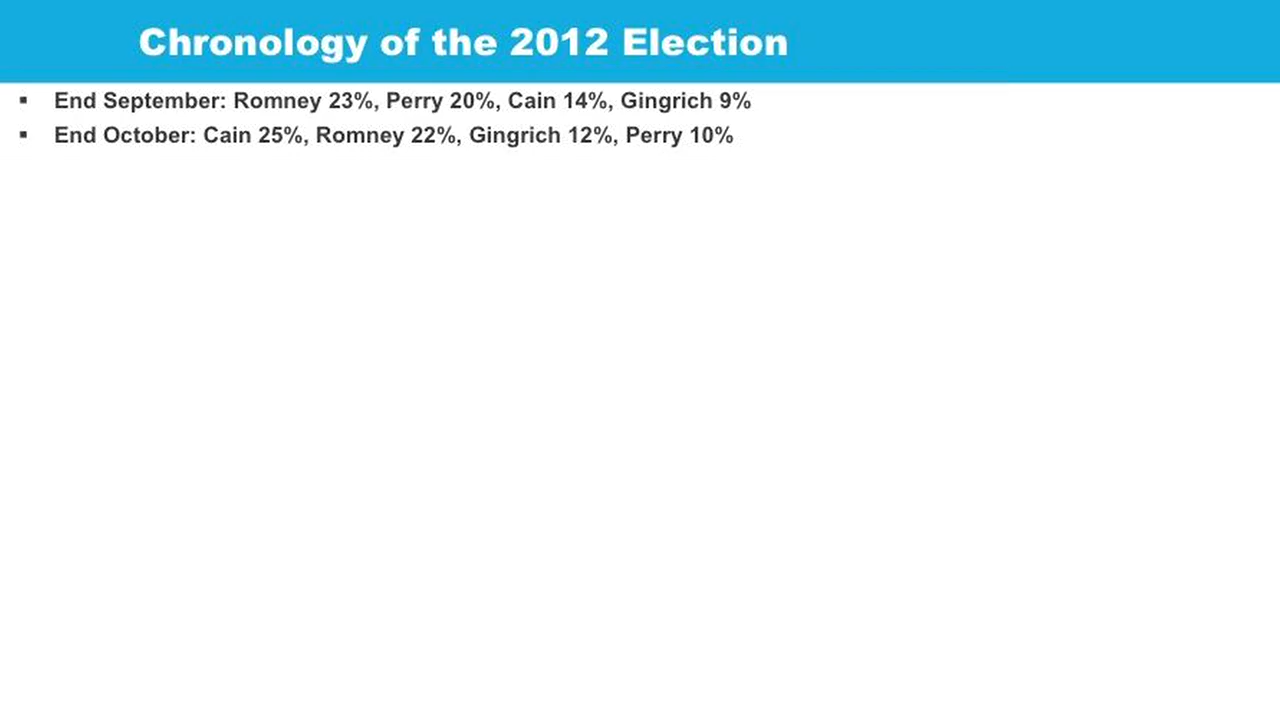 Chronology of the 2012 Election
▪ End September: Romney 23%, Perry 20%, Cain 14%, Gingrich 9%
▪ End October: Cain 25%, Romney 22%, Gingrich 12%, Perry 10%